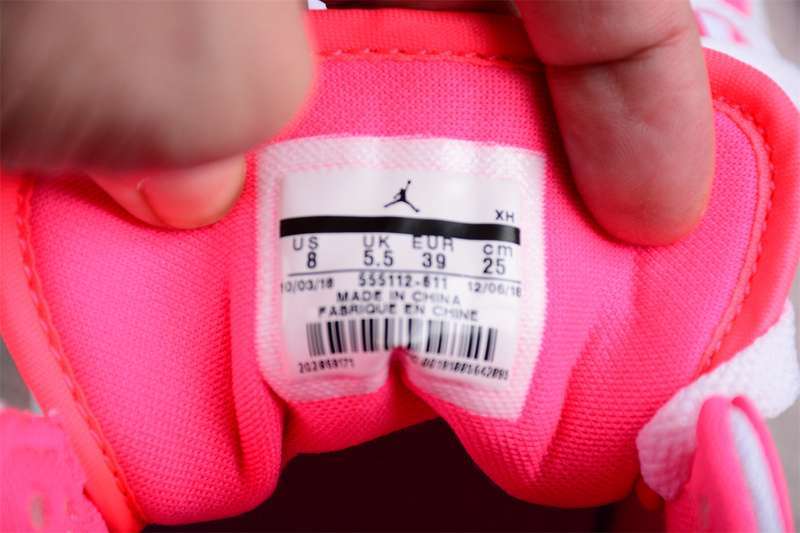 XH
US UK EUR cm
8 5.5 39 25
10/03/18 555112-611 12/06/18
MADE IN CHINA
FABRIQUE EN CHINE